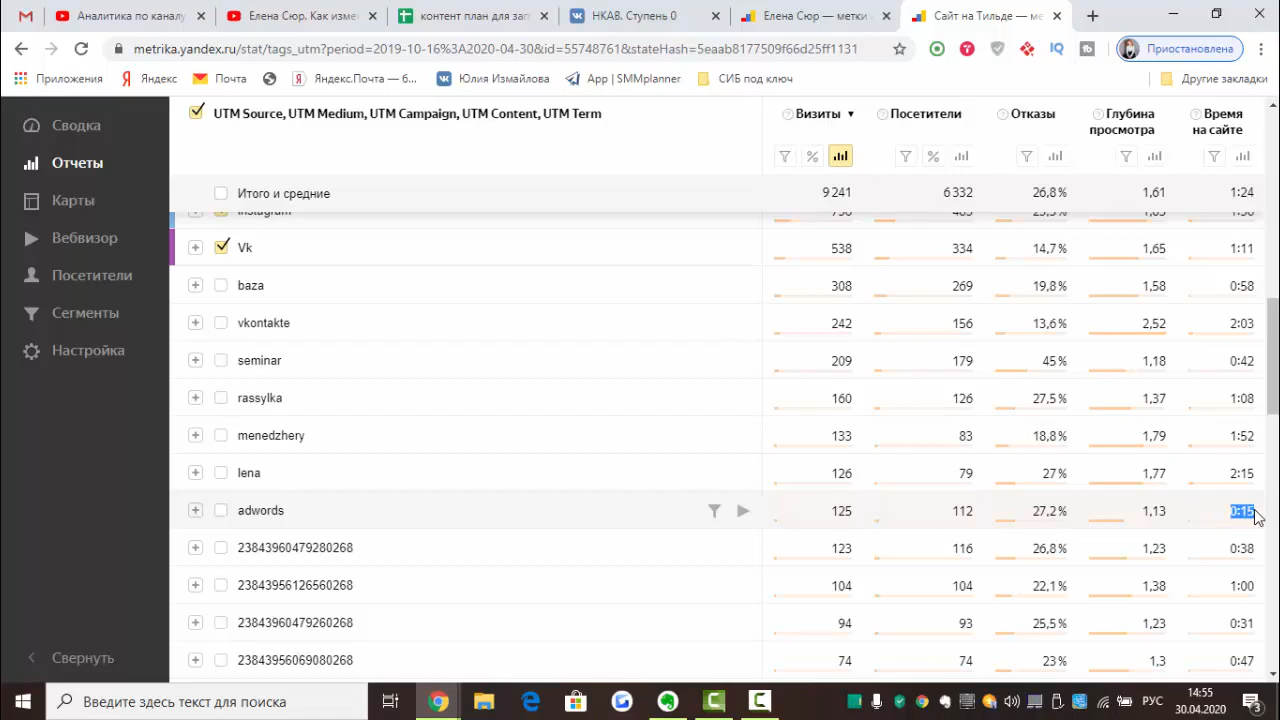 Аналитика по каналу
Елена Сюр. Как изме
контент план для заг
НКАВ. Ступень 0
Елена Сюр — метки
Сайт на Тильде — ме
metrika.yandex.ru/stat/tags_utm?period=2019-10-16%3A2020-04-30&id=55748761&stateHash=5eaab8177509f66d25ff1131
Приостановлена
Приложения
Яндекс
Почта
Яндекс.Почта — б...
Юлия Измайлова
App | SMMplanner
СИБ под ключ
Другие закладки
Сводка
Отчеты
Карты
Вебвизор
Посетители
Сегменты
Настройка
Свернуть
UTM Source, UTM Medium, UTM Campaign, UTM Content, UTM Term
Визиты ▼
Посетители
Отказы
Глубина просмотра
Время на сайте
Итого и средние 9 241 6 332 26,8 % 1,61 1:24
instagram
Vk 538 334 14,7 % 1,65 1:11
baza 308 269 19,8 % 1,58 0:58
vkontakte 242 156 13,6 % 2,52 2:03
seminar 209 179 45 % 1,18 0:42
rassylka 160 126 27,5 % 1,37 1:08
menedzhery 133 83 18,8 % 1,79 1:52
lena 126 79 27 % 1,77 2:15
adwords 125 112 27,2 % 1,13 0:15
23843960479280268 123 116 26,8 % 1,23 0:38
23843956126560268 104 104 22,1 % 1,38 1:00
23843960479260268 94 93 25,5 % 1,23 0:31
23843956069080268 74 74 23 % 1,3 0:47
Введите здесь текст для поиска
РУС
14:55
30.04.2020
3